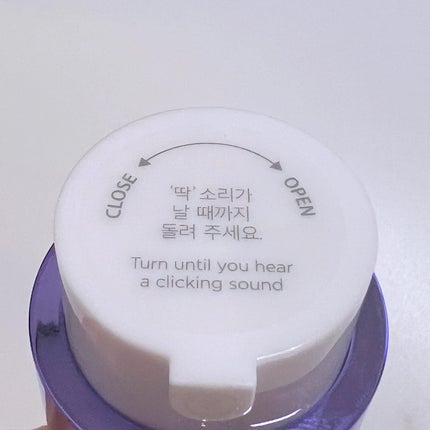 CLOSE
OPEN
‘딱’ 소리가
날 때까지
돌려 주세요.
Turn until you hear
a clicking sound